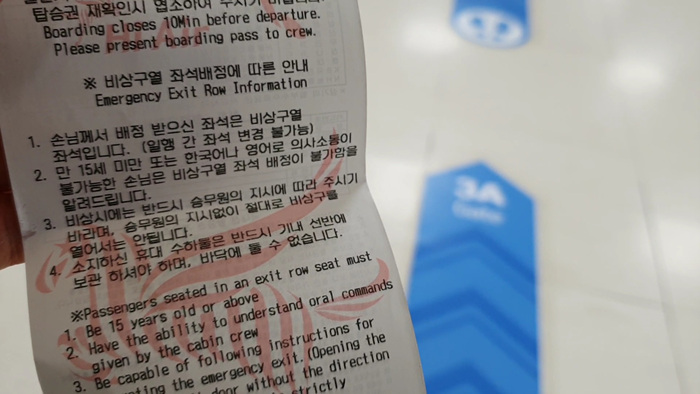 탑승권 재확인시 협조하여 주시기 바랍니다.
Boarding closes 10Min before departure.
Please present boarding pass to crew.
※ 비상구열 좌석배정에 따른 안내
Emergency Exit Row Information
1. 손님께서 배정 받으신 좌석은 비상구열
좌석입니다. (일행 간 좌석 변경 불가능)
2. 만 15세 미만 또는 한국어나 영어로 의사소통이
불가능한 손님은 비상구열 좌석 배정이 불가함을
알려드립니다.
3. 비상시에는 반드시 승무원의 지시에 따라 주시기
바라며, 승무원의 지시없이 절대로 비상구를
열어서는 안됩니다.
4. 소지하신 휴대 수하물은 반드시 기내 선반에
보관 하셔야 하며, 바닥에 둘 수 없습니다.
※Passengers seated in an exit row seat must
1. Be 15 years old or above
2. Have the ability to understand oral commands
given by the cabin crew
3. Be capable of following instructions for
the emergency exit.(Opening the
door without the direction
strictly
3A
Gate